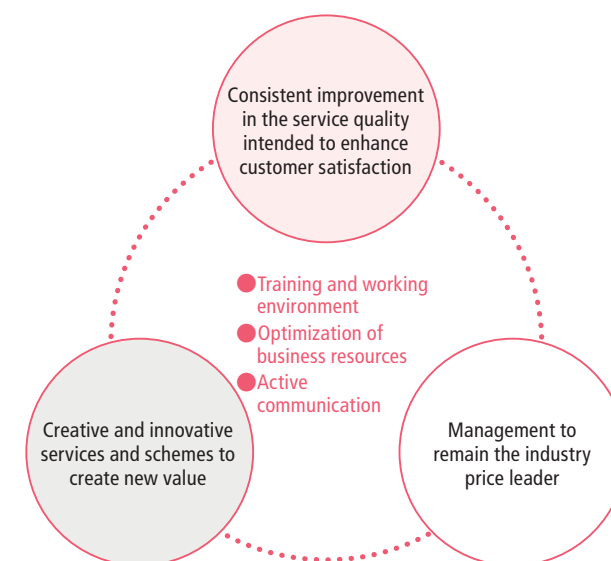 Consistent improvement
in the service quality
intended to enhance
customer satisfaction
●Training and working
environment
●Optimization of
business resources
●Active
communication
Creative and innovative
services and schemes to
create new value
Management to
remain the industry
price leader